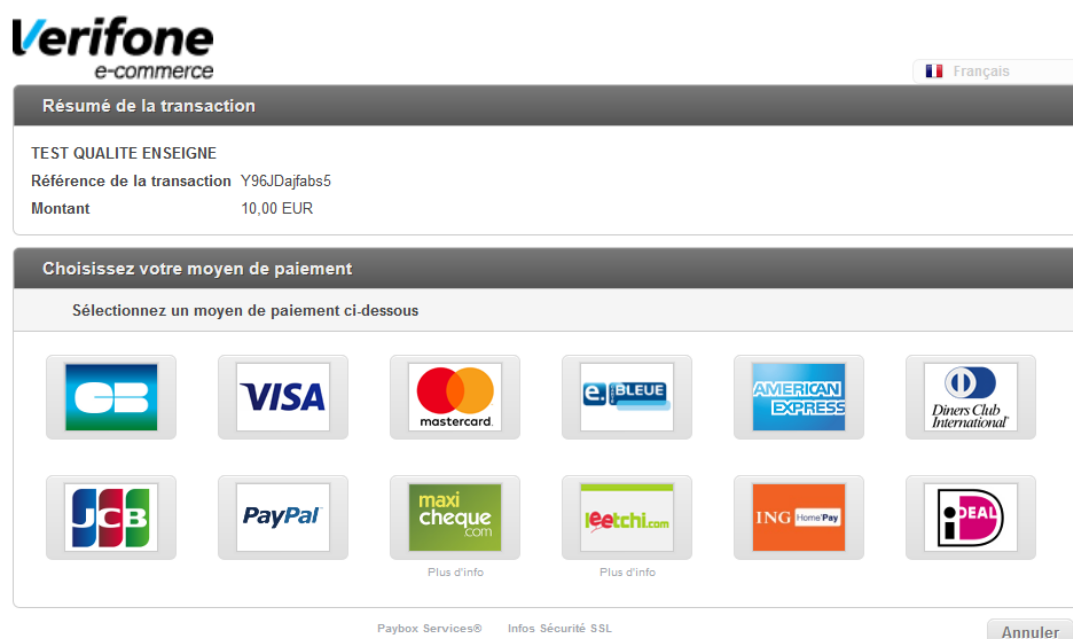 Verifone
e-commerce
Français
Résumé de la transaction
TEST QUALITE ENSEIGNE
Référence de la transaction Y96JDajfabs5
Montant 10,00 EUR
Choisissez votre moyen de paiement
Sélectionnez un moyen de paiement ci-dessous
CB VISA mastercard. e. BLEUE AMERICAN EXPRESS Diners Club International
JCB PayPal maxi cheque .com leetchi.com ING Home'Pay iDEAL
Plus d'info Plus d'info
Paybox Services® Infos Sécurité SSL Annuler